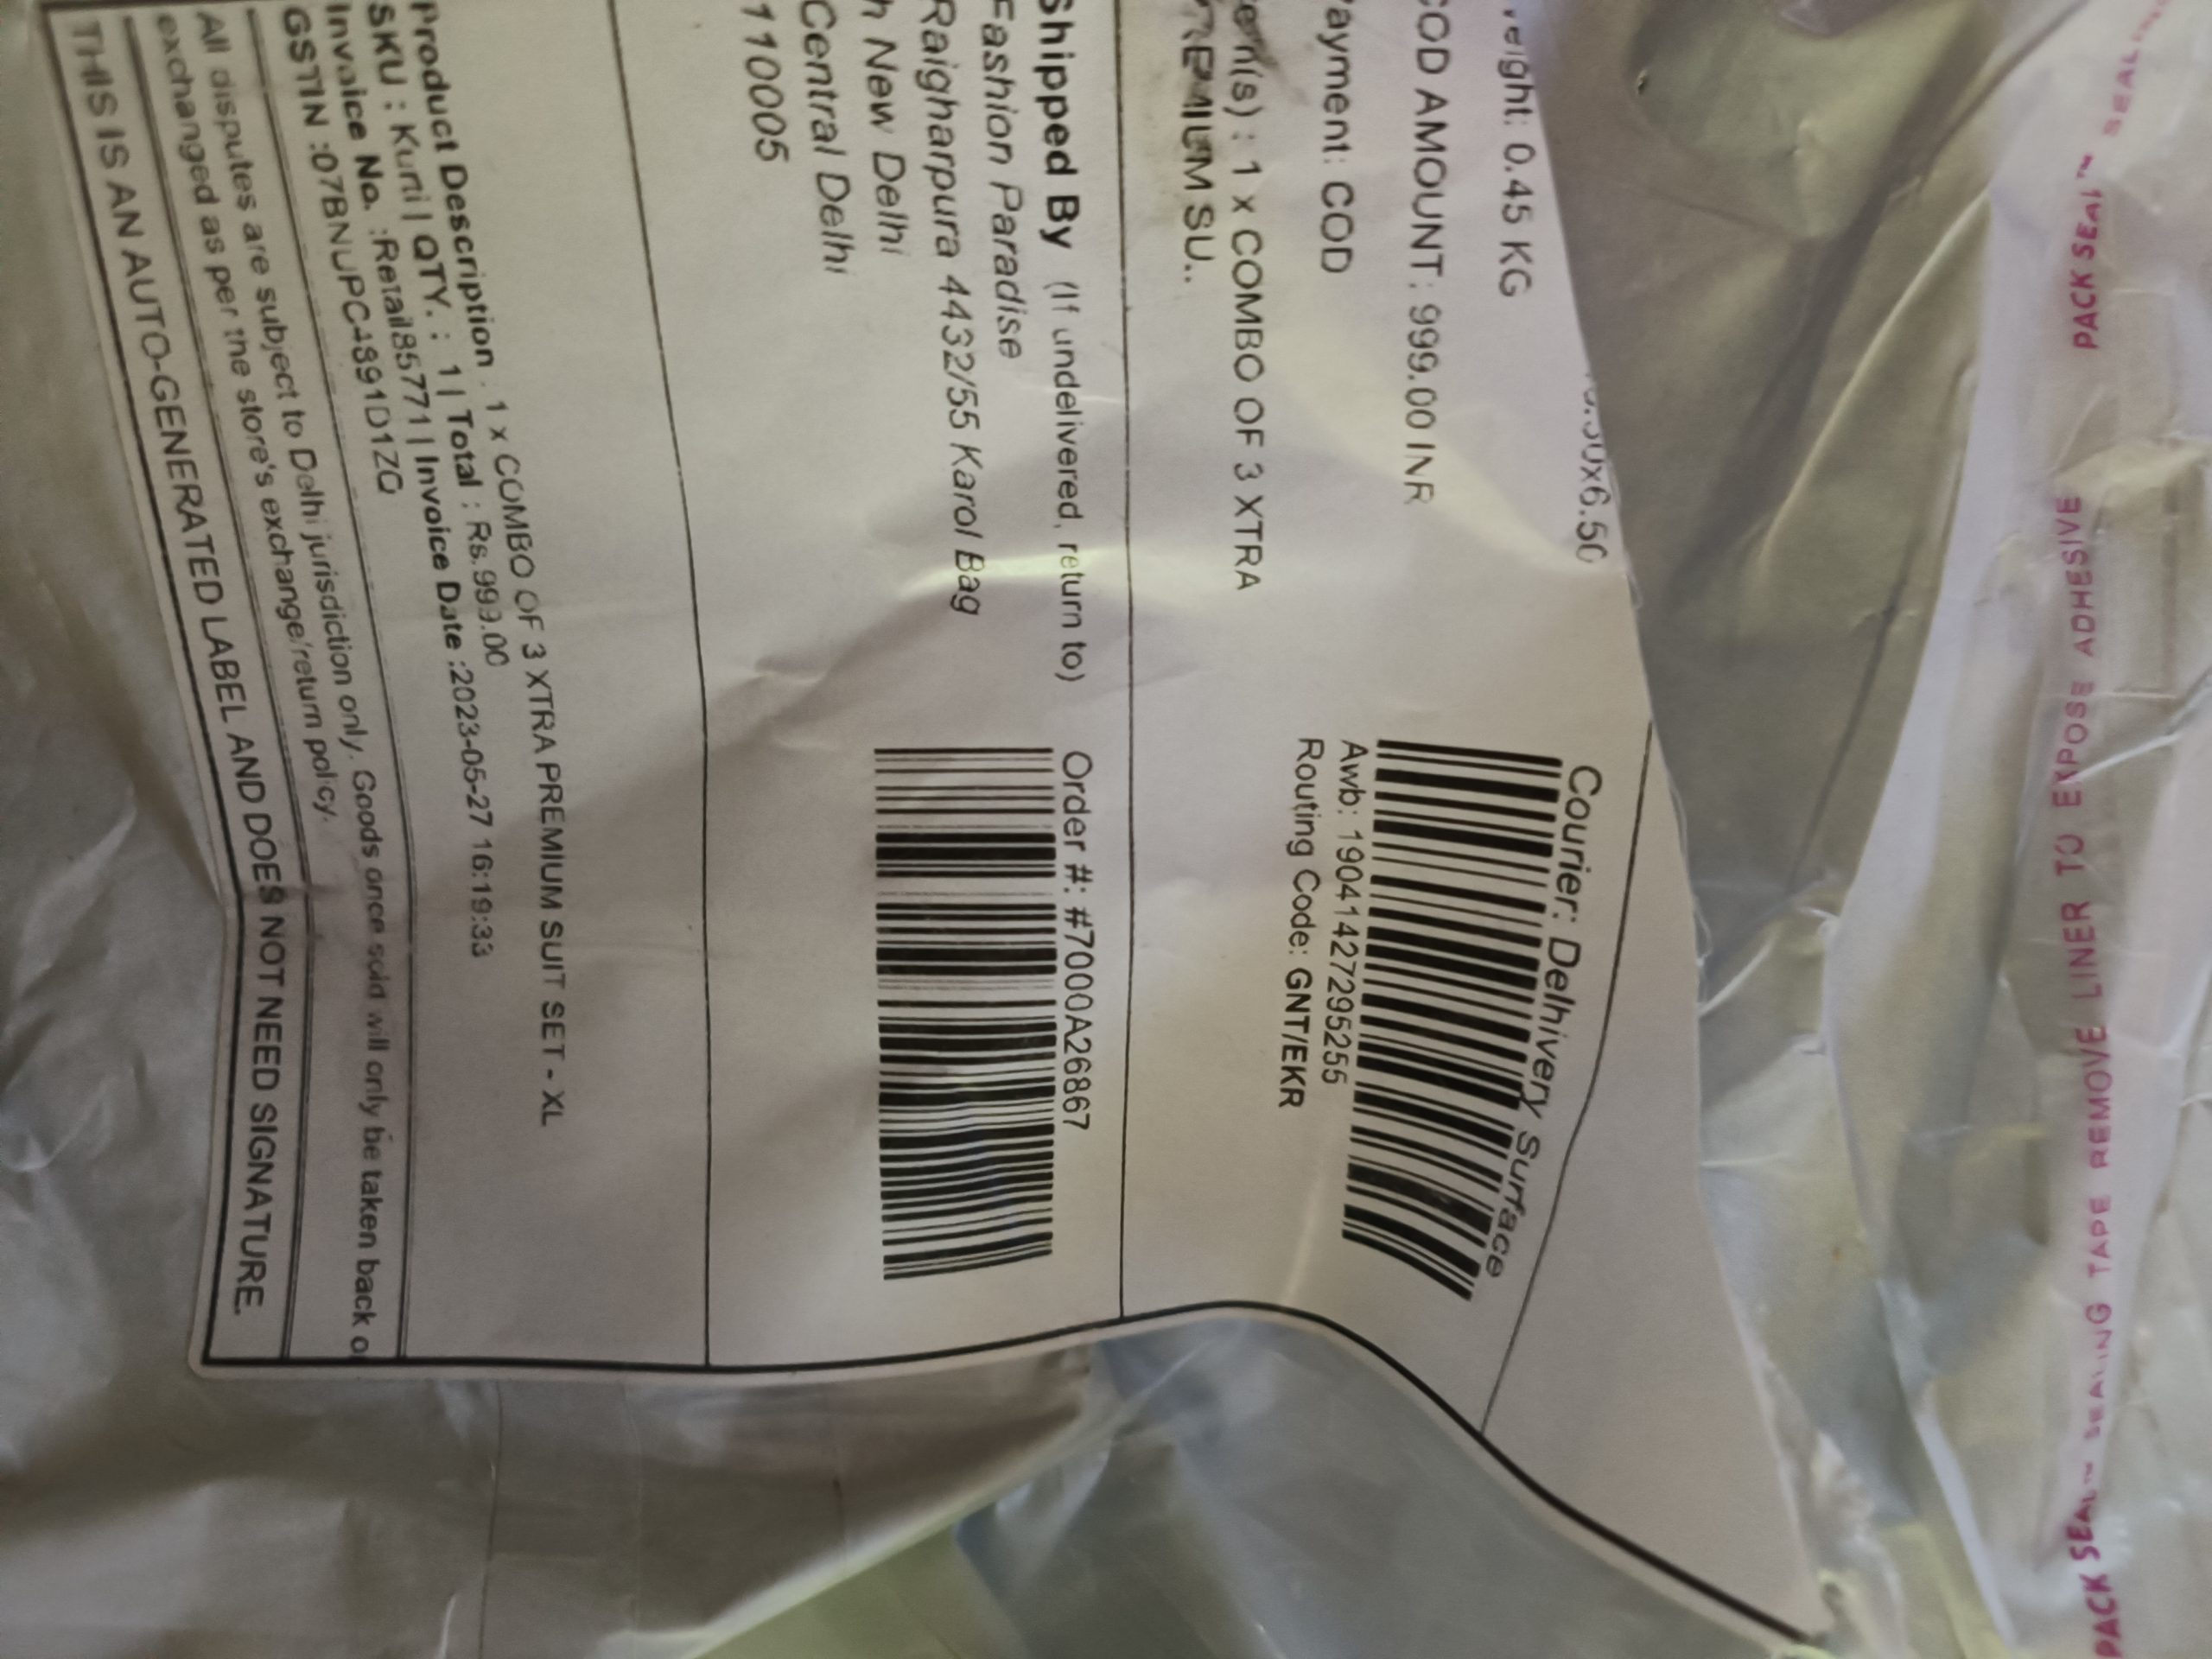 0x6.50
eight: 0.45 KG
COD AMOUNT : 999.00 INR
ayment: COD
em(s) : 1 x COMBO OF 3 XTRA
REMIUM SU..
Courier: Delhivery Surface
Awb: 19041427295255
Routing Code: GNT/EKR
Shipped By (If undelivered, return to)
Fashion Paradise
Raigharpura 4432/55 Karol Bag
h New Delhi
Central Delhi
110005
Order #: #7000A26867
Product Description : 1 x COMBO OF 3 XTRA PREMIUM SUIT SET - XL
SKU : Kurti | QTY. : 1 | Total : Rs.999.00
Invoice No. :Retail85771 | Invoice Date :2023-05-27 16:19:33
GSTIN :07BNUPC4891D1ZQ
All disputes are subject to Delhi jurisdiction only. Goods once sold will only be taken back o
exchanged as per the store's exchange/return policy.
THIS IS AN AUTO-GENERATED LABEL AND DOES NOT NEED SIGNATURE.
PACK SEAL ~ SEALING TAPE REMOVE LINER TO EXPOSE ADHESIVE PACK SEAL ~